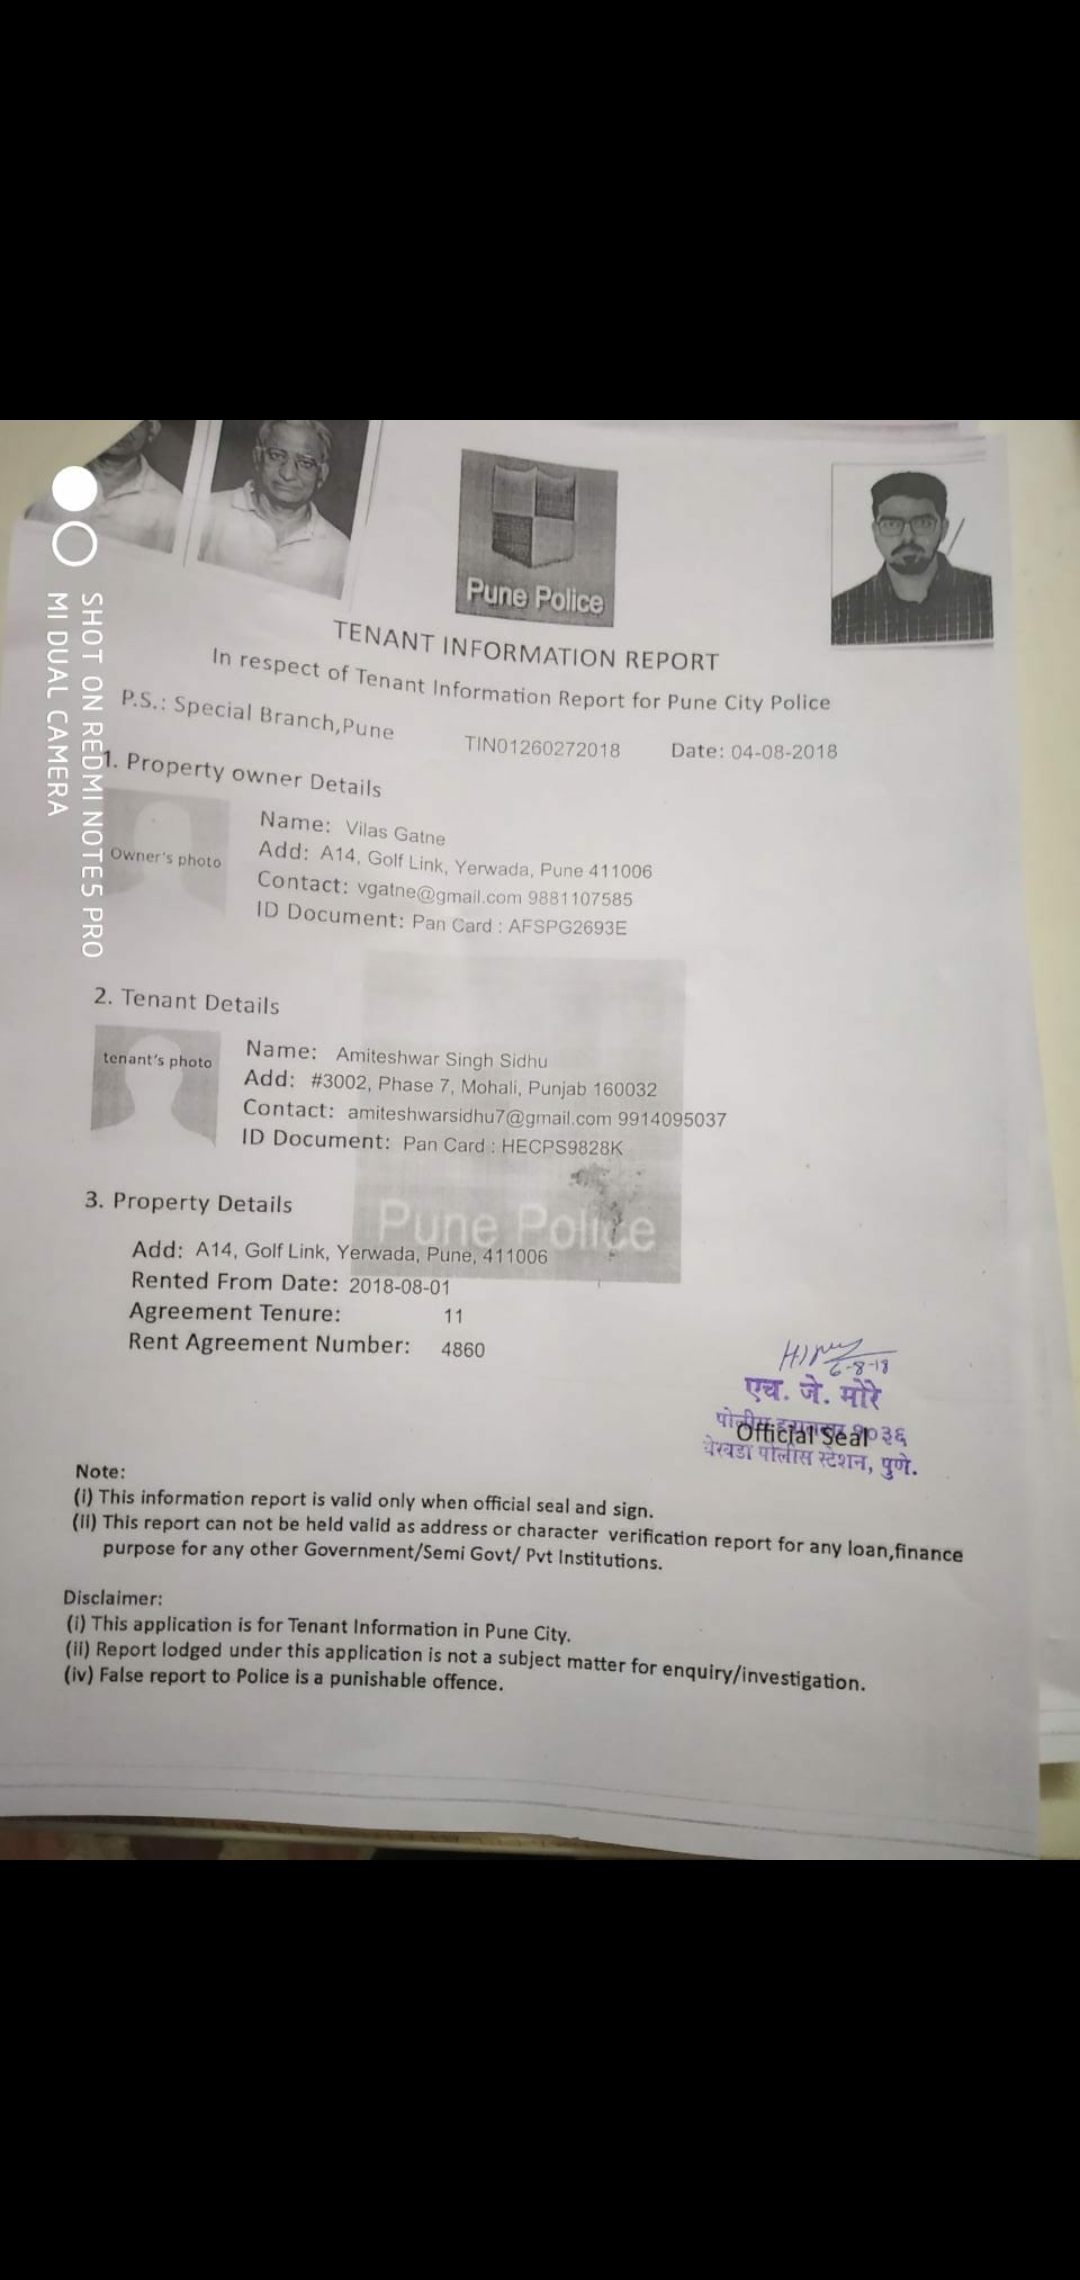 Pune Police
TENANT INFORMATION REPORT
In respect of Tenant Information Report for Pune City Police
P.S.: Special Branch,Pune TIN01260272018 Date: 04-08-2018
1. Property owner Details
Owner's photo
Name: Vilas Gatne
Add: A14, Golf Link, Yerwada, Pune 411006
Contact: vgatne@gmail.com 9881107585
ID Document: Pan Card : AFSPG2693E
2. Tenant Details
tenant's photo
Name: Amiteshwar Singh Sidhu
Add: #3002, Phase 7, Mohali, Punjab 160032
Contact: amiteshwarsidhu7@gmail.com 9914095037
ID Document: Pan Card : HECPS9828K
Pune Police
3. Property Details
Add: A14, Golf Link, Yerwada, Pune, 411006
Rented From Date: 2018-08-01
Agreement Tenure: 11
Rent Agreement Number: 4860
6-8-18
एच. जे. मोरे
पोलीस २०३६
Official Seal
येरवडा पोलीस स्टेशन, पुणे.
Note:
(i) This information report is valid only when official seal and sign.
(II) This report can not be held valid as address or character verification report for any loan,finance
purpose for any other Government/Semi Govt/ Pvt Institutions.
Disclaimer:
(i) This application is for Tenant Information in Pune City.
(ii) Report lodged under this application is not a subject matter for enquiry/investigation.
(iv) False report to Police is a punishable offence.
SHOT ON REDMI NOTE5 PRO
MI DUAL CAMERA